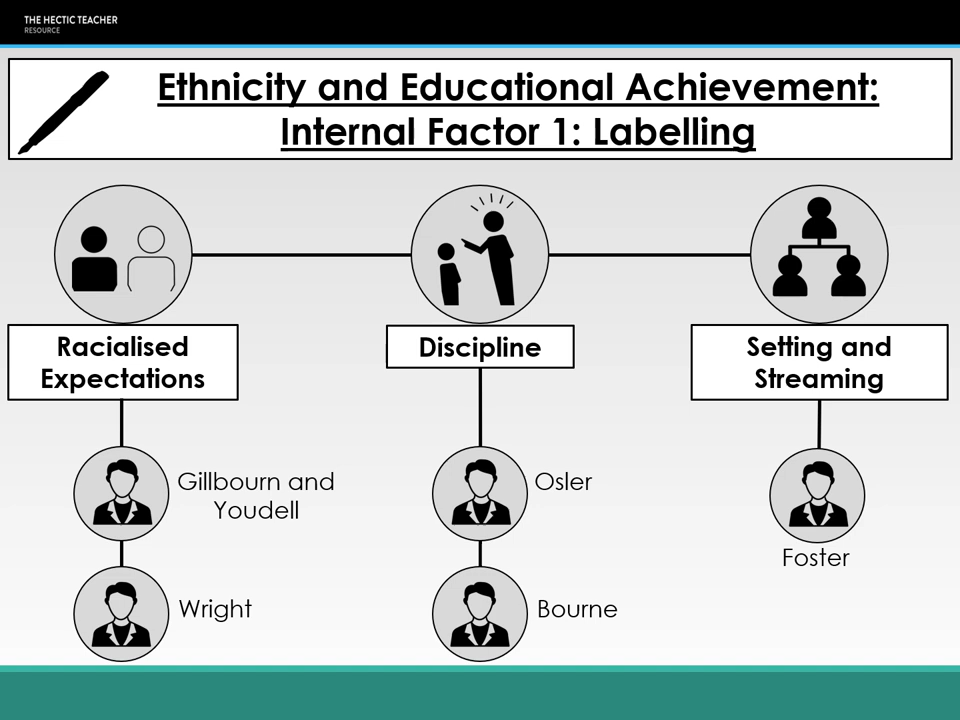 THE HECTIC TEACHER
RESOURCE
Ethnicity and Educational Achievement:
Internal Factor 1: Labelling
Racialised
Expectations
Discipline
Setting and
Streaming
Gillbourn and
Youdell
Osler
Foster
Wright
Bourne